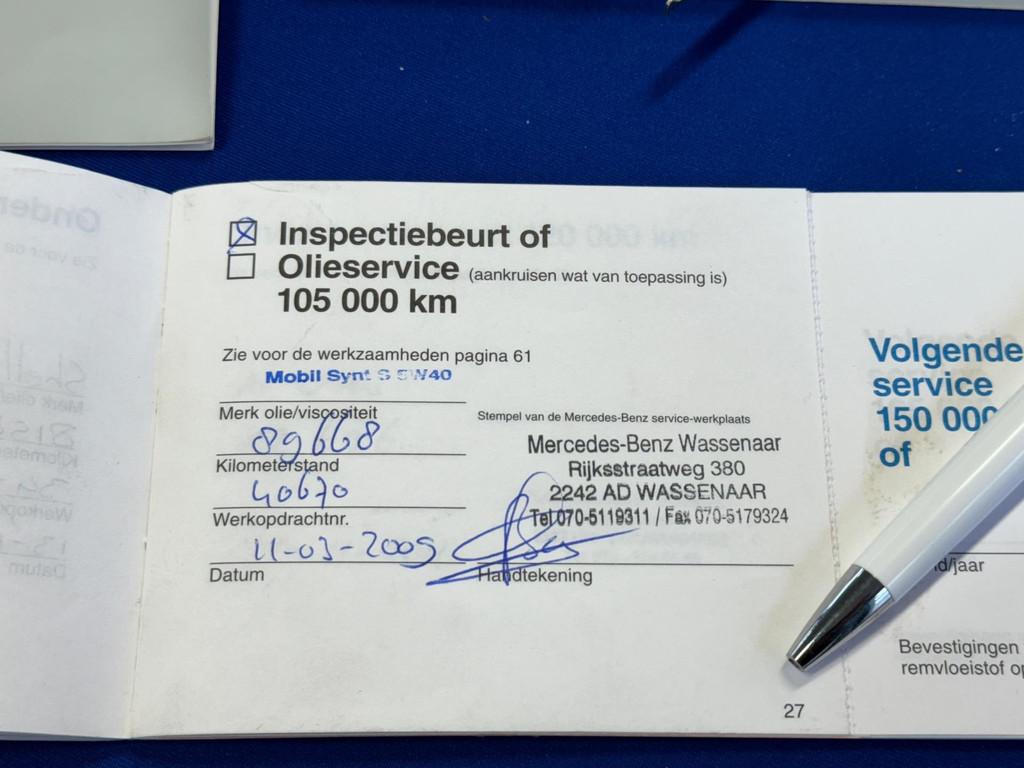 Inspectiebeurt of
Olieservice (aankruisen wat van toepassing is)
105 000 km
Zie voor de werkzaamheden pagina 61
Mobil Synt S 5W40
Merk olie/viscositeit
89668
Kilometerstand
40670
Werkopdrachtnr.
11-03-2009
Datum
Stempel van de Mercedes-Benz service-werkplaats
Mercedes-Benz Wassenaar
Rijksstraatweg 380
2242 AD WASSENAAR
Tel 070-5119311 / Fax 070-5179324
Handtekening
27
Volgende
service
150 000
of
d/jaar
Bevestigingen
remvloeistof op